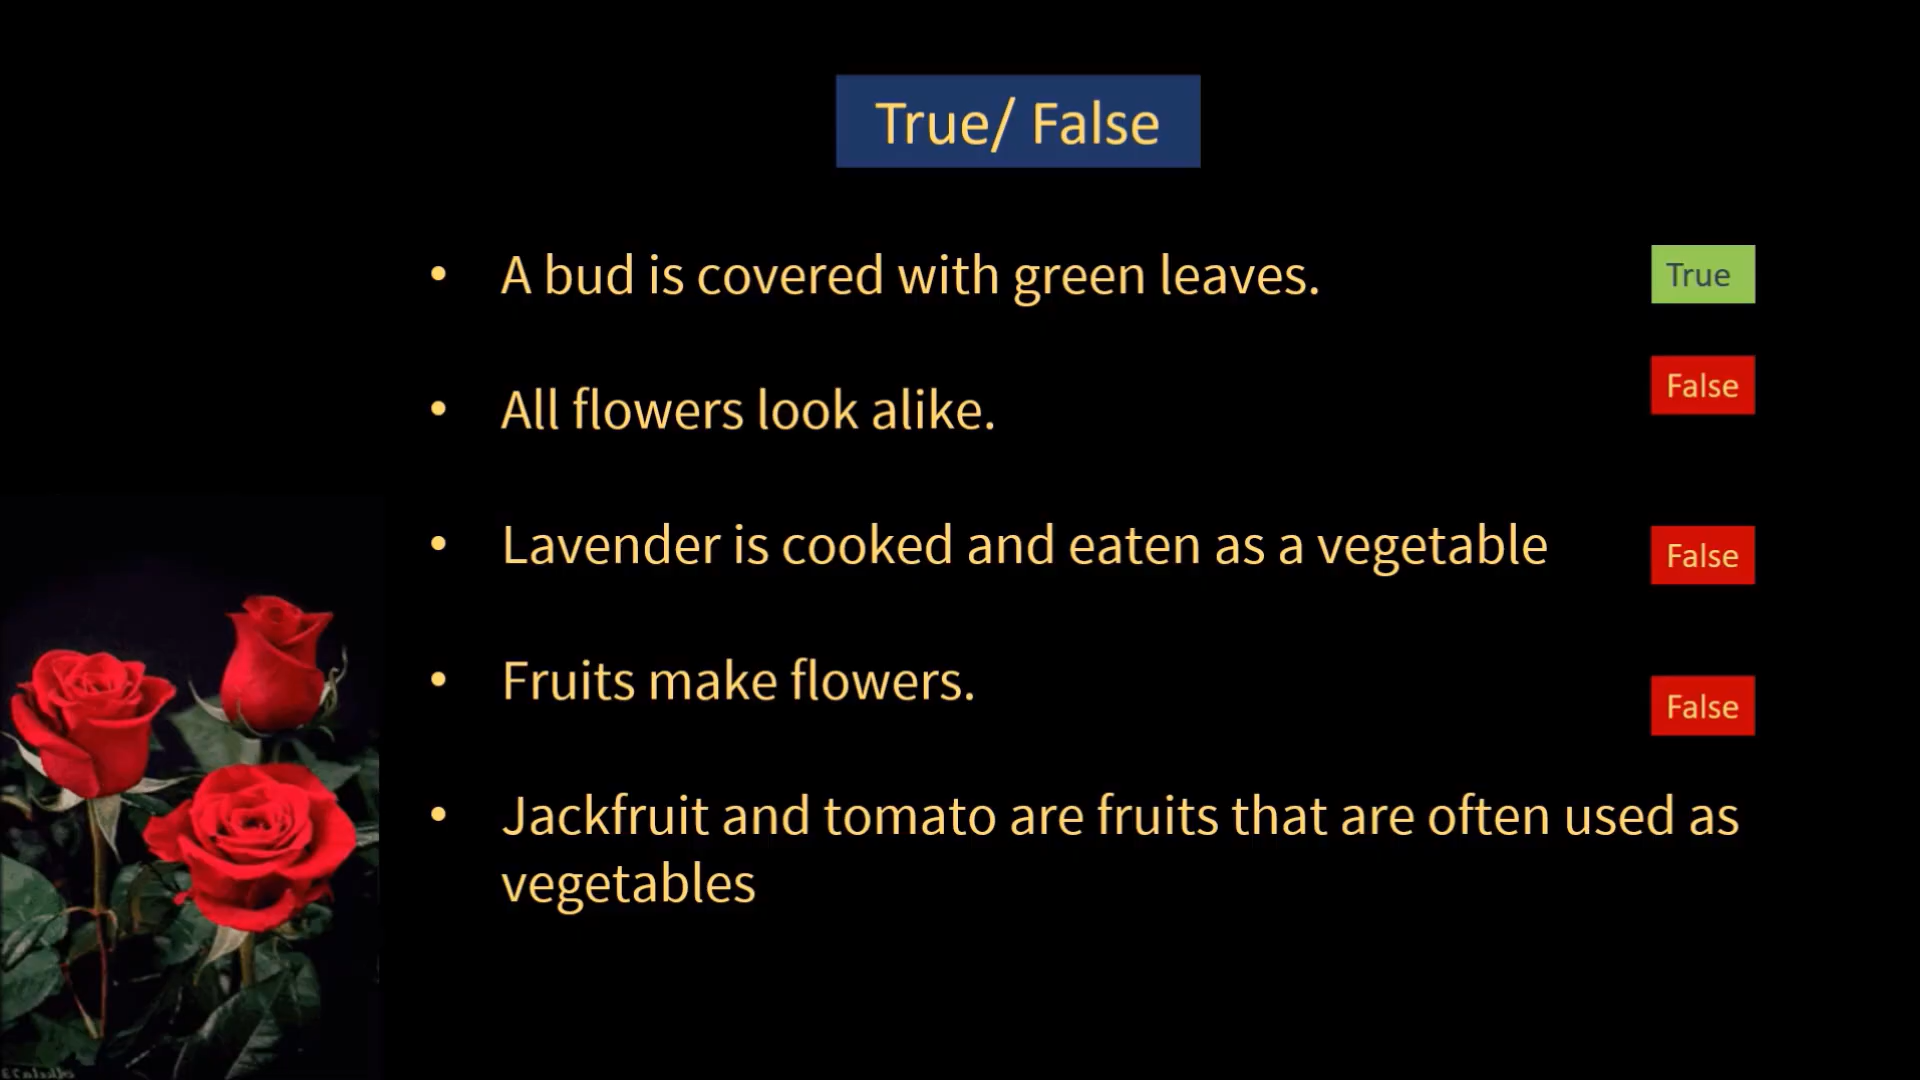 True/ False
• A bud is covered with green leaves.
True
• All flowers look alike.
False
• Lavender is cooked and eaten as a vegetable
False
• Fruits make flowers.
False
• Jackfruit and tomato are fruits that are often used as
vegetables